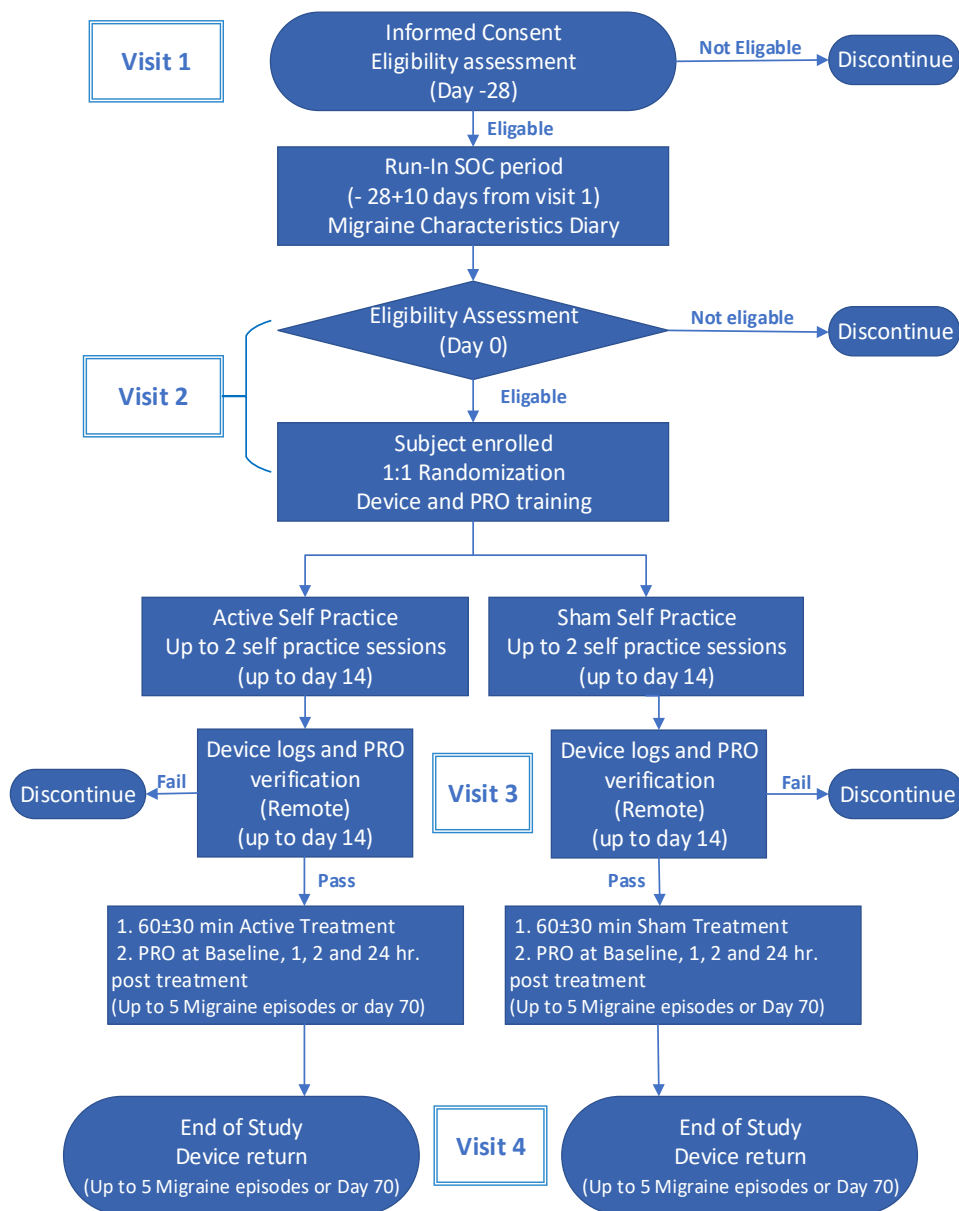 Visit 1
Informed Consent
Eligibility assessment
(Day -28)
Not Eligable
Discontinue
Eligable
Run-In SOC period
(- 28+10 days from visit 1)
Migraine Characteristics Diary
Visit 2
Eligibility Assessment
(Day 0)
Not eligable
Discontinue
Eligable
Subject enrolled
1:1 Randomization
Device and PRO training
Active Self Practice
Up to 2 self practice sessions
(up to day 14)
Sham Self Practice
Up to 2 self practice sessions
(up to day 14)
Discontinue
Fail
Device logs and PRO
verification
(Remote)
(up to day 14)
Visit 3
Device logs and PRO
verification
(Remote)
(up to day 14)
Fail
Discontinue
Pass
Pass
1. 60±30 min Active Treatment
2. PRO at Baseline, 1, 2 and 24 hr.
post treatment
(Up to 5 Migraine episodes or day 70)
1. 60±30 min Sham Treatment
2. PRO at Baseline, 1, 2 and 24 hr.
post treatment
(Up to 5 Migraine episodes or Day 70)
End of Study
Device return
(Up to 5 Migraine episodes or Day 70)
Visit 4
End of Study
Device return
(Up to 5 Migraine episodes or Day 70)